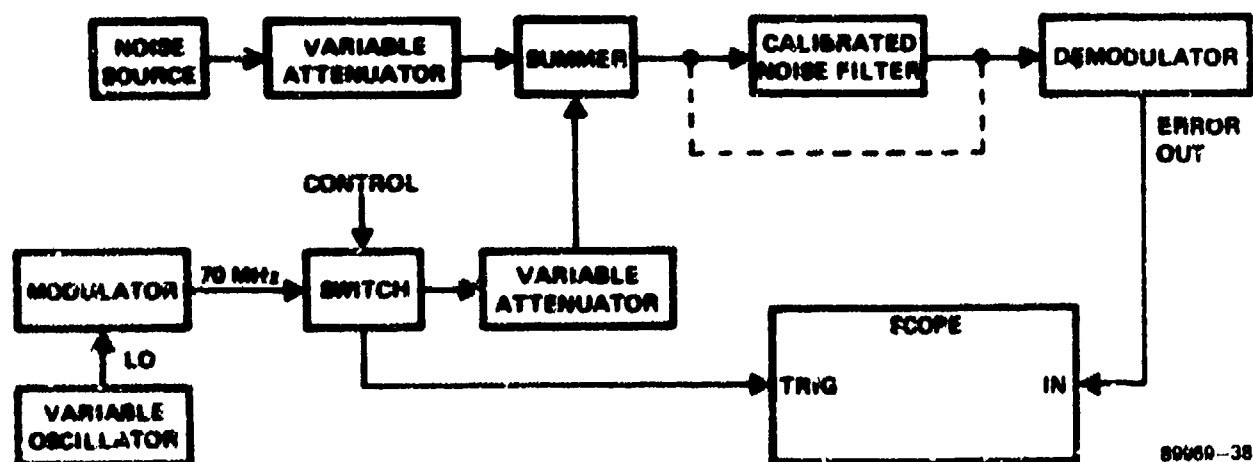 NOISE
SOURCE
VARIABLE
ATTENUATOR
SUMMER
CALIBRATED
NOISE FILTER
DEMODULATOR
ERROR
OUT
CONTROL
MODULATOR
70 MHz
SWITCH
VARIABLE
ATTENUATOR
SCOPE
TRIG
IN
LO
VARIABLE
OSCILLATOR
89969-38